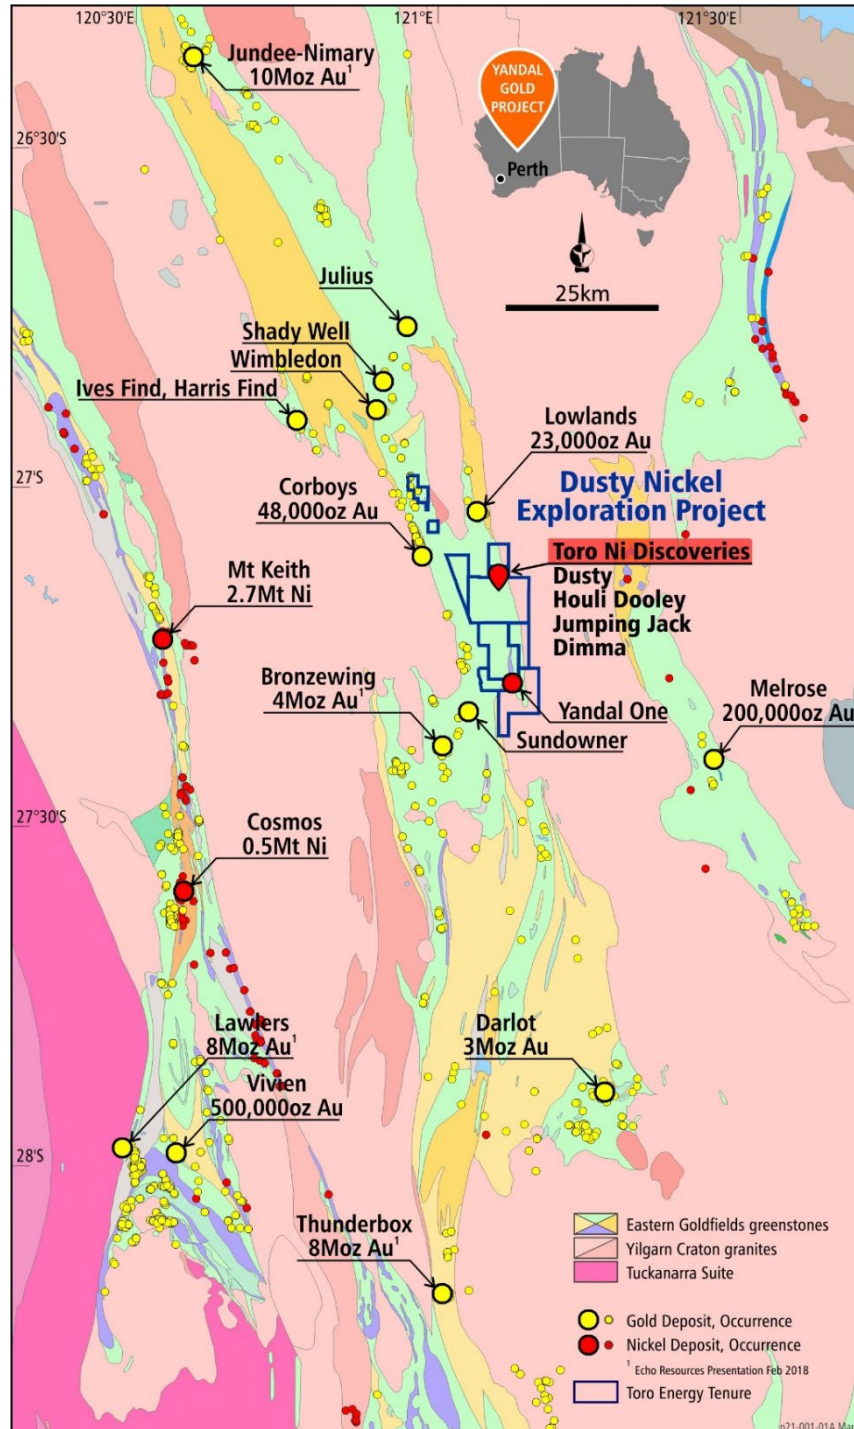 120°30'E
121°E
121°30'E
Jundee-Nimary
10Moz Au¹
YANDAL
GOLD
PROJECT
26°30'S
Perth
25km
Julius
Shady Well
Wimbledon
Ives Find, Harris Find
Lowlands
23,000oz Au
27°S
Corboys
48,000oz Au
Dusty Nickel
Exploration Project
Toro Ni Discoveries
Dusty
Houli Dooley
Jumping Jack
Dimma
Mt Keith
2.7Mt Ni
Bronzewing
4Moz Au¹
Yandal One
Sundowner
Melrose
200,000oz Au
27°30'S
Cosmos
0.5Mt Ni
Lawlers
8Moz Au¹
Vivien
500,000oz Au
Darlot
3Moz Au
28°S
Thunderbox
8Moz Au¹
Eastern Goldfields greenstones
Yilgarn Craton granites
Tuckanarra Suite
Gold Deposit, Occurrence
Nickel Deposit, Occurrence
¹ Echo Resources Presentation Feb 2018
Toro Energy Tenure
p21-001-01A Mar